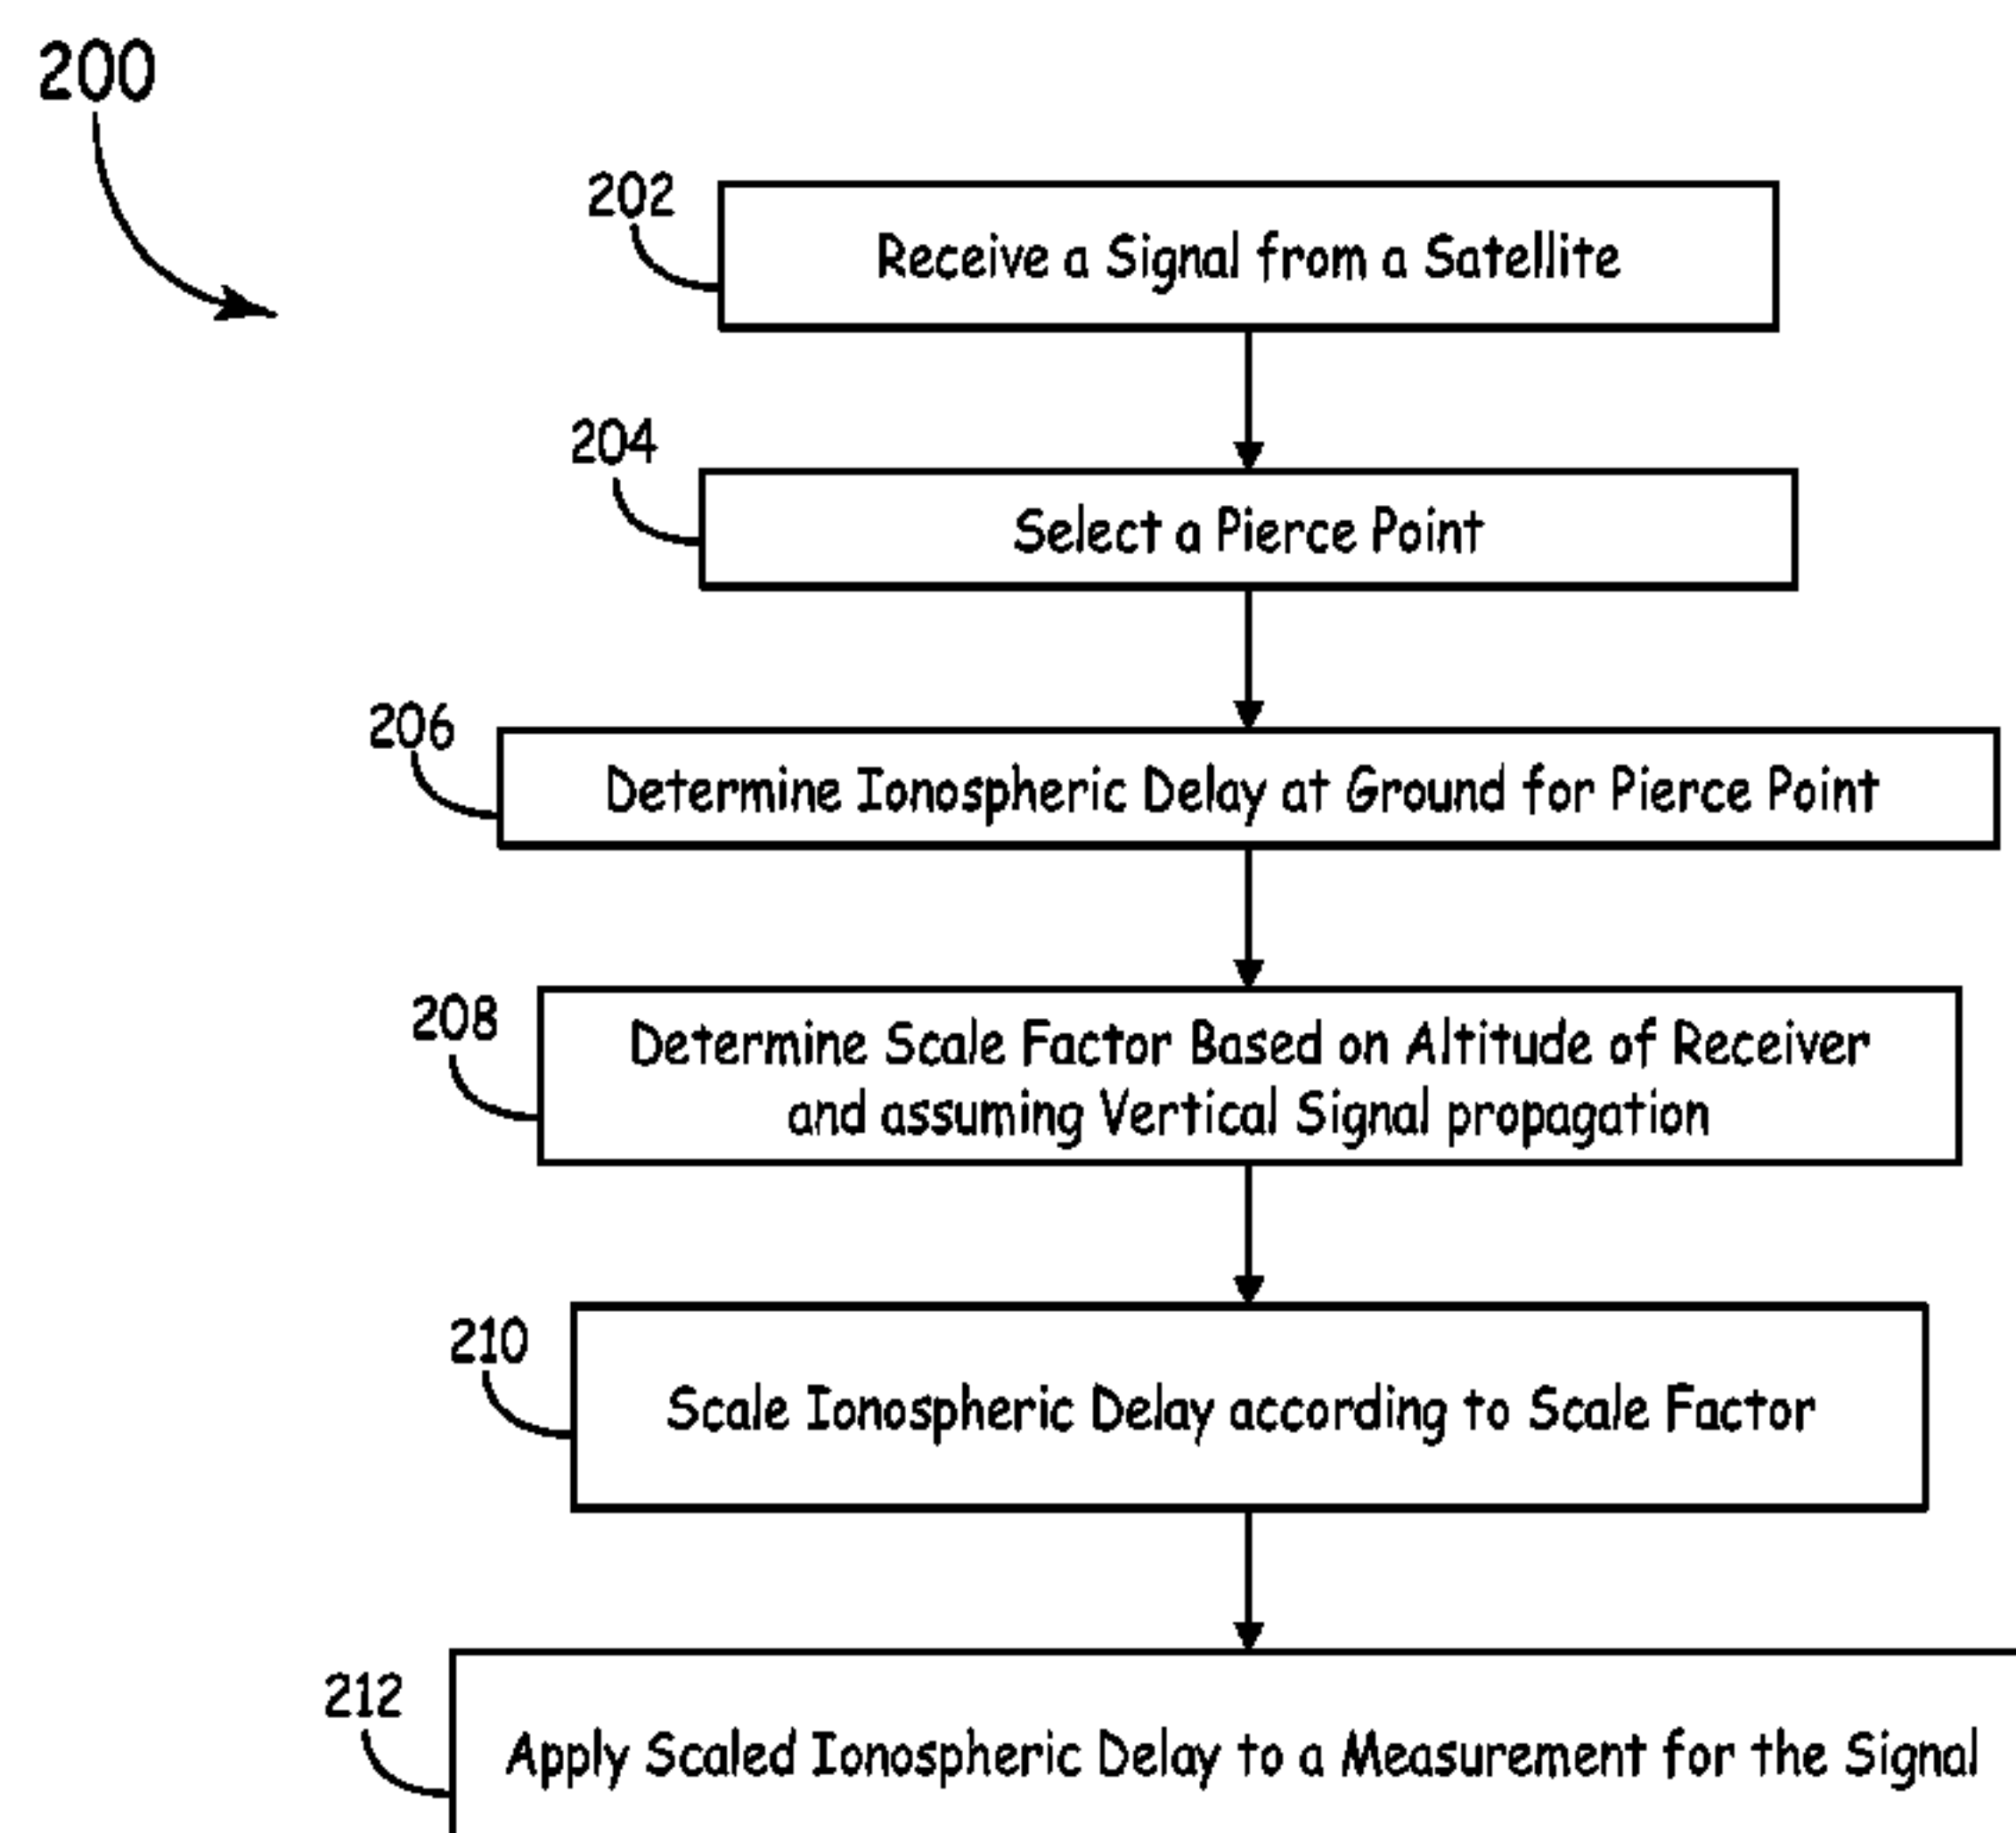 200
202
Receive a Signal from a Satellite
204
Select a Pierce Point
206
Determine Ionospheric Delay at Ground for Pierce Point
208
Determine Scale Factor Based on Altitude of Receiver
and assuming Vertical Signal propagation
210
Scale Ionospheric Delay according to Scale Factor
212
Apply Scaled Ionospheric Delay to a Measurement for the Signal